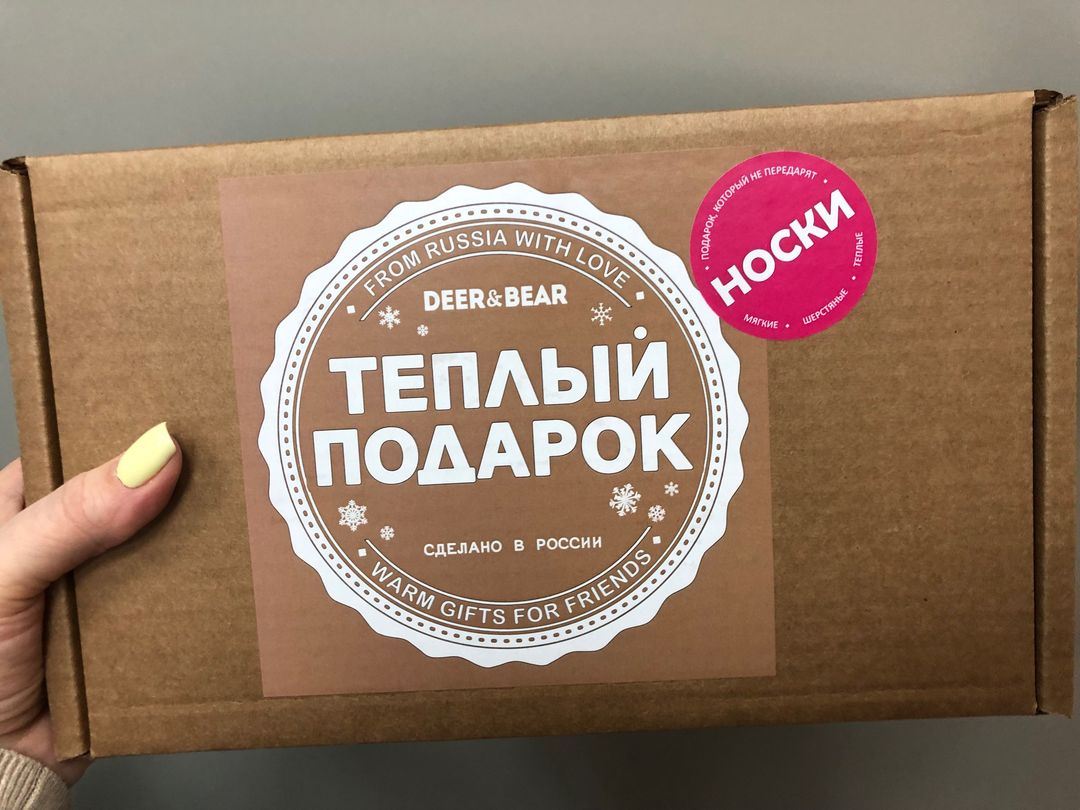 FROM RUSSIA WITH LOVE
DEER&BEAR
ТЕПЛЫЙ
ПОДАРОК
СДЕЛАНО В РОССИИ
WARM GIFTS FOR FRIENDS
ПОДАРОК, КОТОРЫЙ НЕ ПЕРЕДАРЯТ
НОСКИ
МЯГКИЕ • ШЕРСТЯНЫЕ • ТЕПЛЫЕ